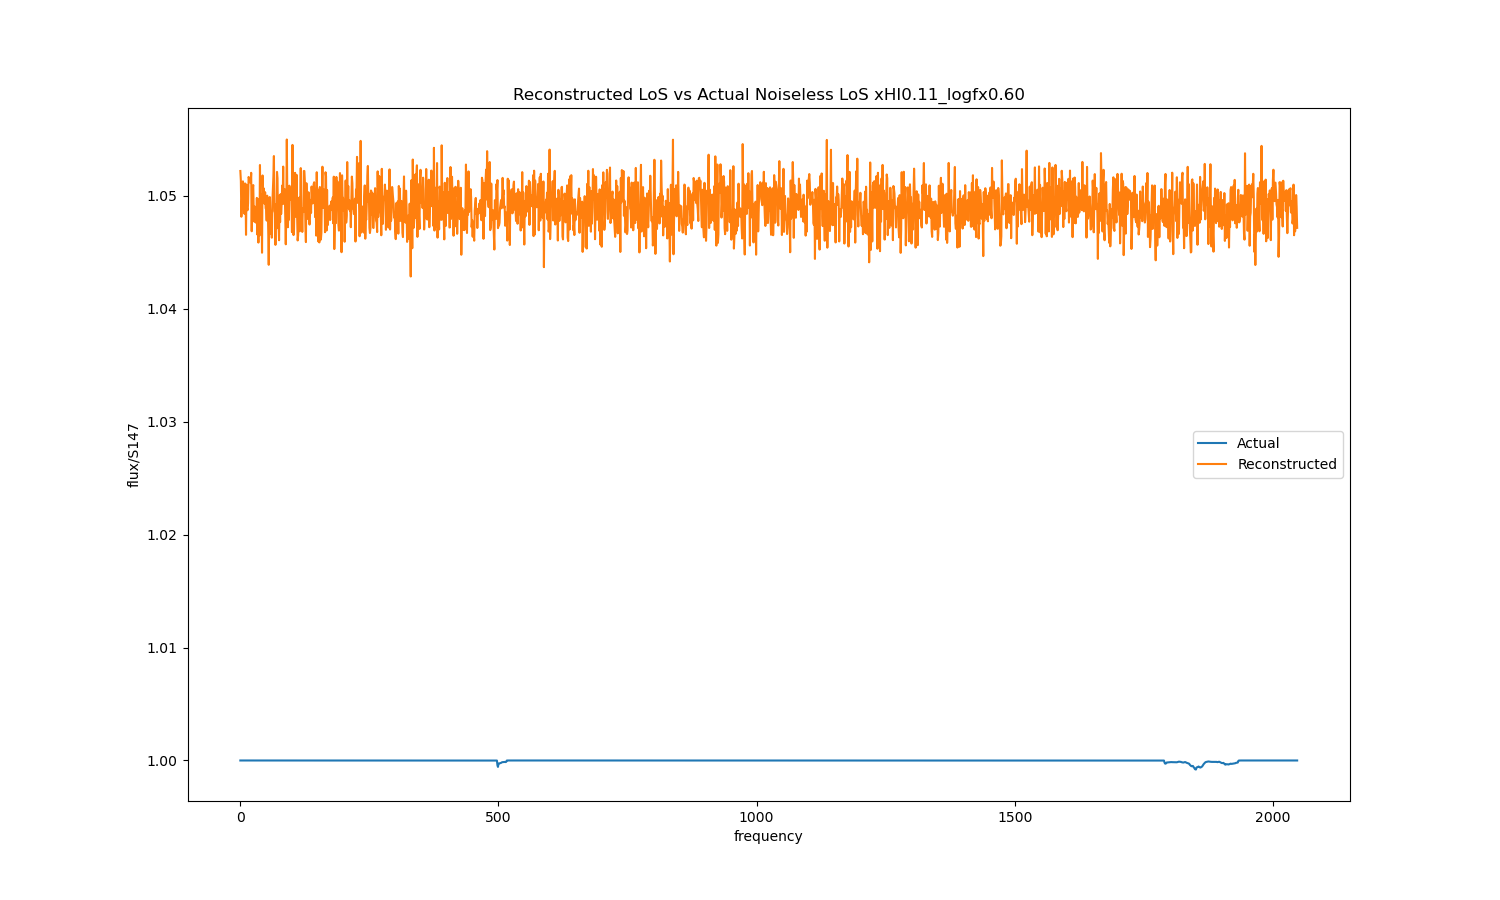 Reconstructed LoS vs Actual Noiseless LoS xHI0.11_logfx0.60
flux/S147
1.05
1.04
1.03
1.02
1.01
1.00
Actual
Reconstructed
0
500
1000
1500
2000
frequency